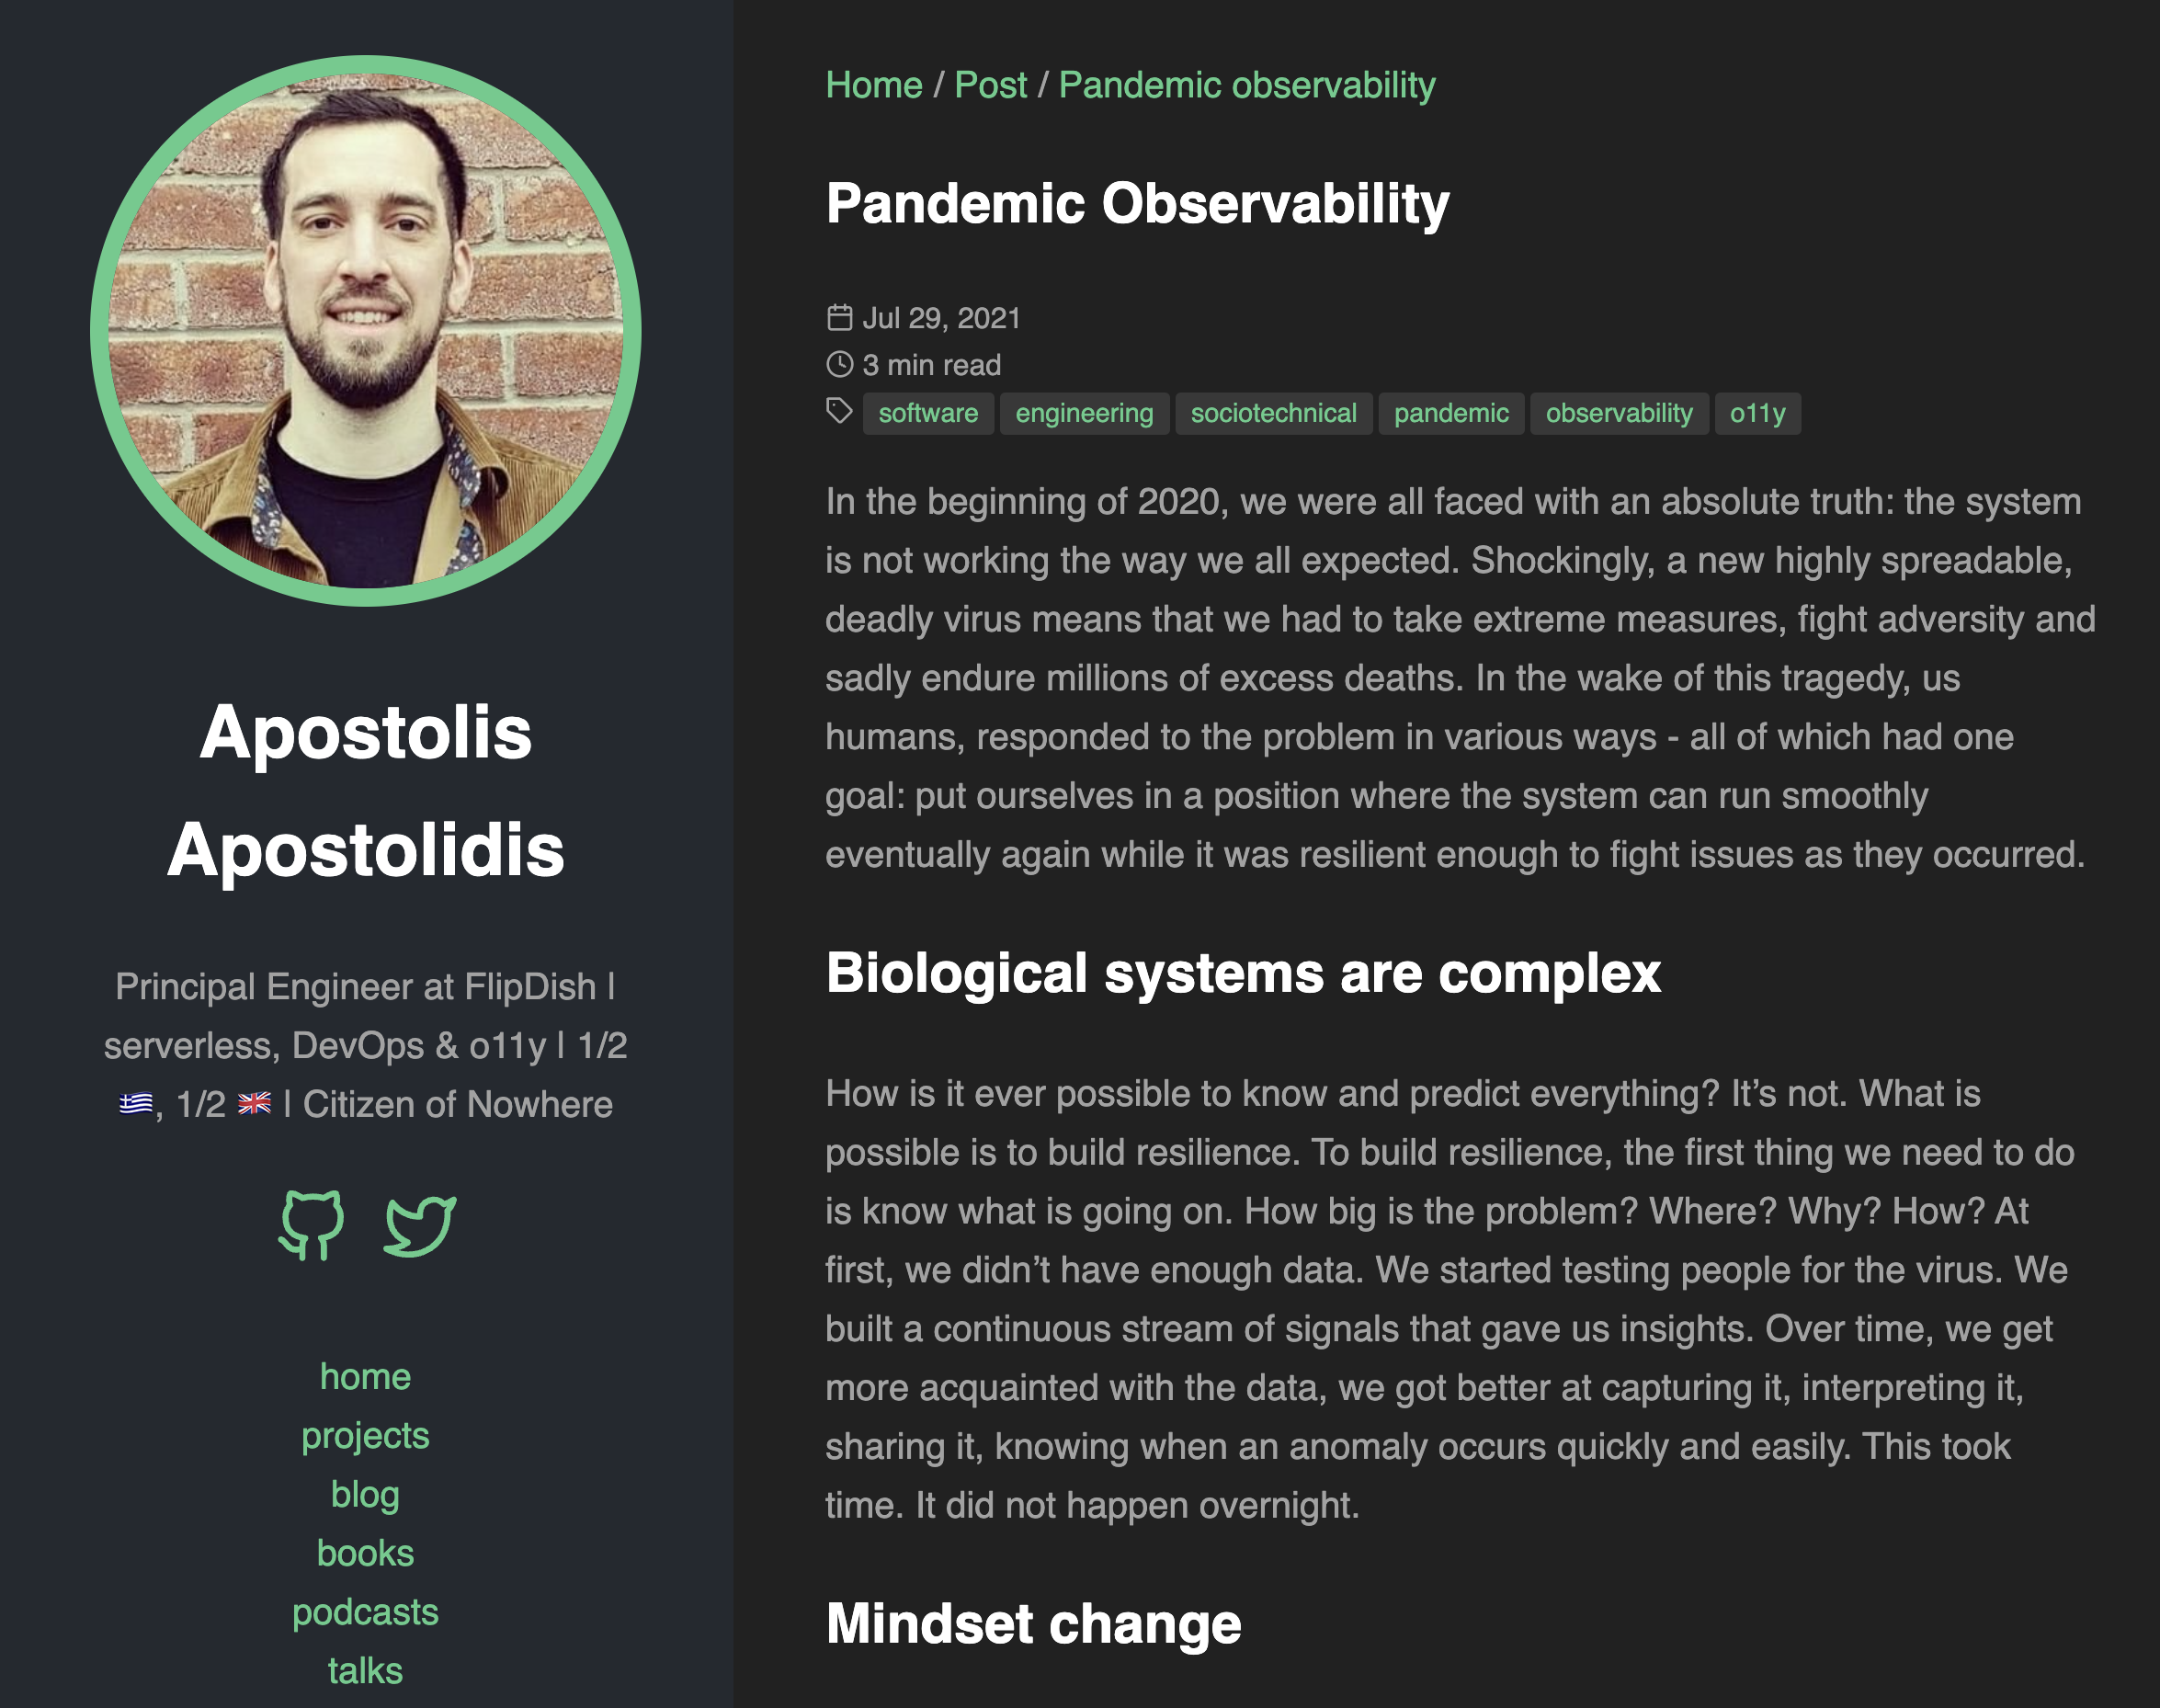 Apostolis
Apostolidis
Principal Engineer at FlipDish |
serverless, DevOps & o11y | 1/2
🇬🇷, 1/2 🇬🇧 | Citizen of Nowhere
home
projects
blog
books
podcasts
talks
Home / Post / Pandemic observability
Pandemic Observability
Jul 29, 2021
3 min read
software engineering sociotechnical pandemic observability o11y
In the beginning of 2020, we were all faced with an absolute truth: the system
is not working the way we all expected. Shockingly, a new highly spreadable,
deadly virus means that we had to take extreme measures, fight adversity and
sadly endure millions of excess deaths. In the wake of this tragedy, us
humans, responded to the problem in various ways - all of which had one
goal: put ourselves in a position where the system can run smoothly
eventually again while it was resilient enough to fight issues as they occurred.
Biological systems are complex
How is it ever possible to know and predict everything? It’s not. What is
possible is to build resilience. To build resilience, the first thing we need to do
is know what is going on. How big is the problem? Where? Why? How? At
first, we didn’t have enough data. We started testing people for the virus. We
built a continuous stream of signals that gave us insights. Over time, we get
more acquainted with the data, we got better at capturing it, interpreting it,
sharing it, knowing when an anomaly occurs quickly and easily. This took
time. It did not happen overnight.
Mindset change